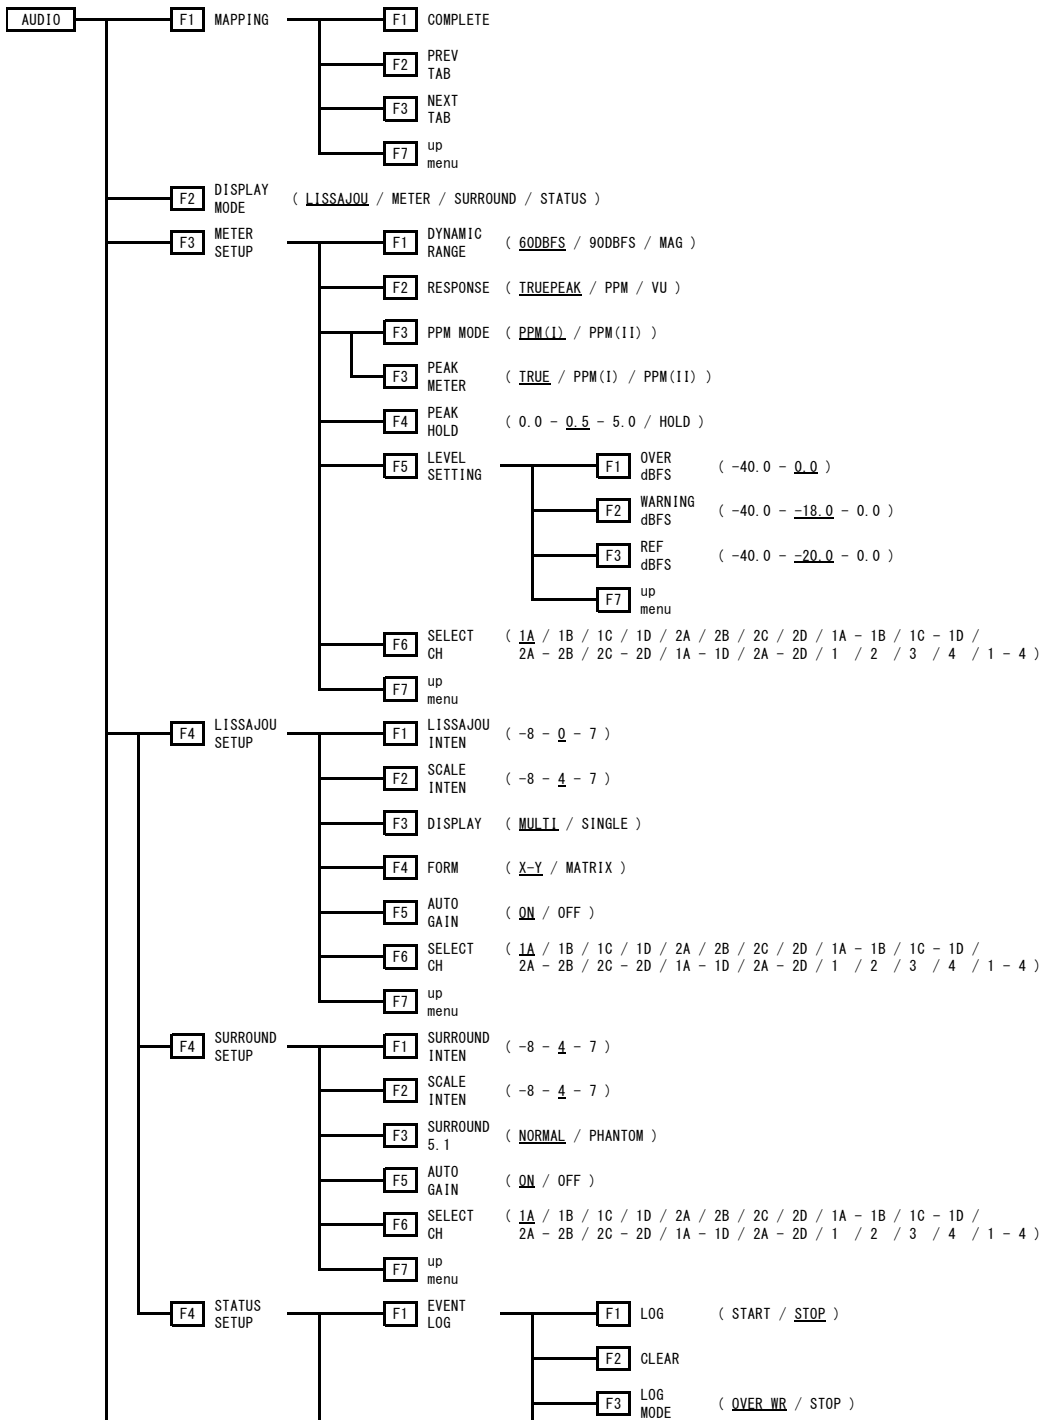 AUDIO F1 MAPPING F1 COMPLETE
F2 PREV
TAB
F3 NEXT
TAB
F7 up
menu
F2 DISPLAY
MODE ( LISSAJOU / METER / SURROUND / STATUS )
F3 METER
SETUP F1 DYNAMIC
RANGE ( 60DBFS / 90DBFS / MAG )
F2 RESPONSE ( TRUEPEAK / PPM / VU )
F3 PPM MODE ( PPM(I) / PPM(II) )
F3 PEAK
METER ( TRUE / PPM(I) / PPM(II) )
F4 PEAK
HOLD ( 0.0 - 0.5 - 5.0 / HOLD )
F5 LEVEL
SETTING F1 OVER
dBFS ( -40.0 - 0.0 )
F2 WARNING
dBFS ( -40.0 - -18.0 - 0.0 )
F3 REF
dBFS ( -40.0 - -20.0 - 0.0 )
F7 up
menu
F6 SELECT
CH ( 1A / 1B / 1C / 1D / 2A / 2B / 2C / 2D / 1A - 1B / 1C - 1D /
2A - 2B / 2C - 2D / 1A - 1D / 2A - 2D / 1 / 2 / 3 / 4 / 1 - 4 )
F7 up
menu
F4 LISSAJOU
SETUP F1 LISSAJOU
INTEN ( -8 - 0 - 7 )
F2 SCALE
INTEN ( -8 - 4 - 7 )
F3 DISPLAY ( MULTI / SINGLE )
F4 FORM ( X-Y / MATRIX )
F5 AUTO
GAIN ( ON / OFF )
F6 SELECT
CH ( 1A / 1B / 1C / 1D / 2A / 2B / 2C / 2D / 1A - 1B / 1C - 1D /
2A - 2B / 2C - 2D / 1A - 1D / 2A - 2D / 1 / 2 / 3 / 4 / 1 - 4 )
F7 up
menu
F4 SURROUND
SETUP F1 SURROUND
INTEN ( -8 - 4 - 7 )
F2 SCALE
INTEN ( -8 - 4 - 7 )
F3 SURROUND
5.1 ( NORMAL / PHANTOM )
F5 AUTO
GAIN ( ON / OFF )
F6 SELECT
CH ( 1A / 1B / 1C / 1D / 2A / 2B / 2C / 2D / 1A - 1B / 1C - 1D /
2A - 2B / 2C - 2D / 1A - 1D / 2A - 2D / 1 / 2 / 3 / 4 / 1 - 4 )
F7 up
menu
F4 STATUS
SETUP F1 EVENT
LOG F1 LOG ( START / STOP )
F2 CLEAR
F3 LOG
MODE ( OVER WR / STOP )